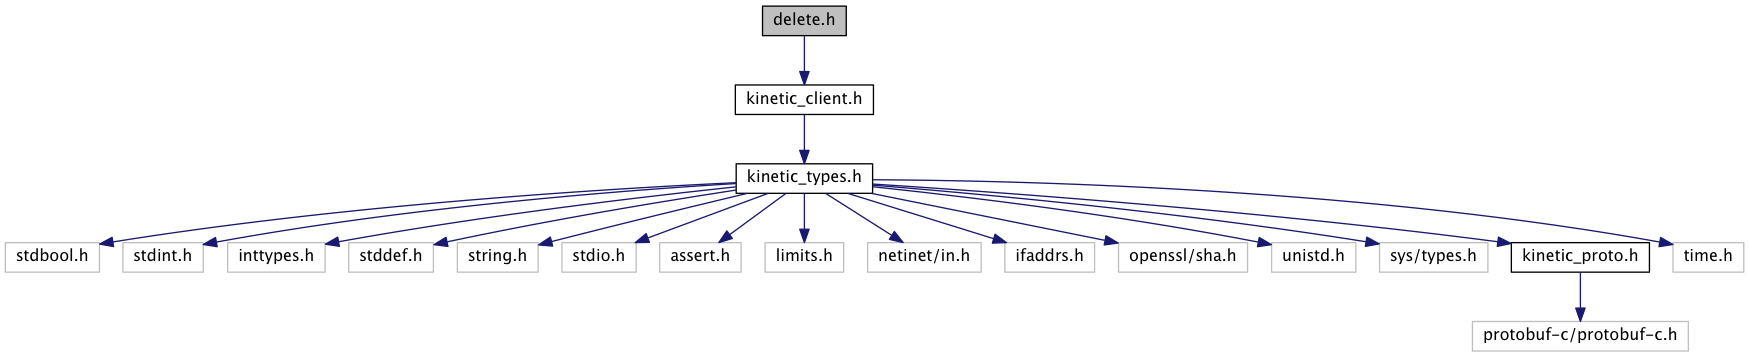 delete.h
kinetic_client.h
kinetic_types.h
stdbool.h
stdint.h
inttypes.h
stddef.h
string.h
stdio.h
assert.h
limits.h
netinet/in.h
ifaddrs.h
openssl/sha.h
unistd.h
sys/types.h
kinetic_proto.h
time.h
protobuf-c/protobuf-c.h